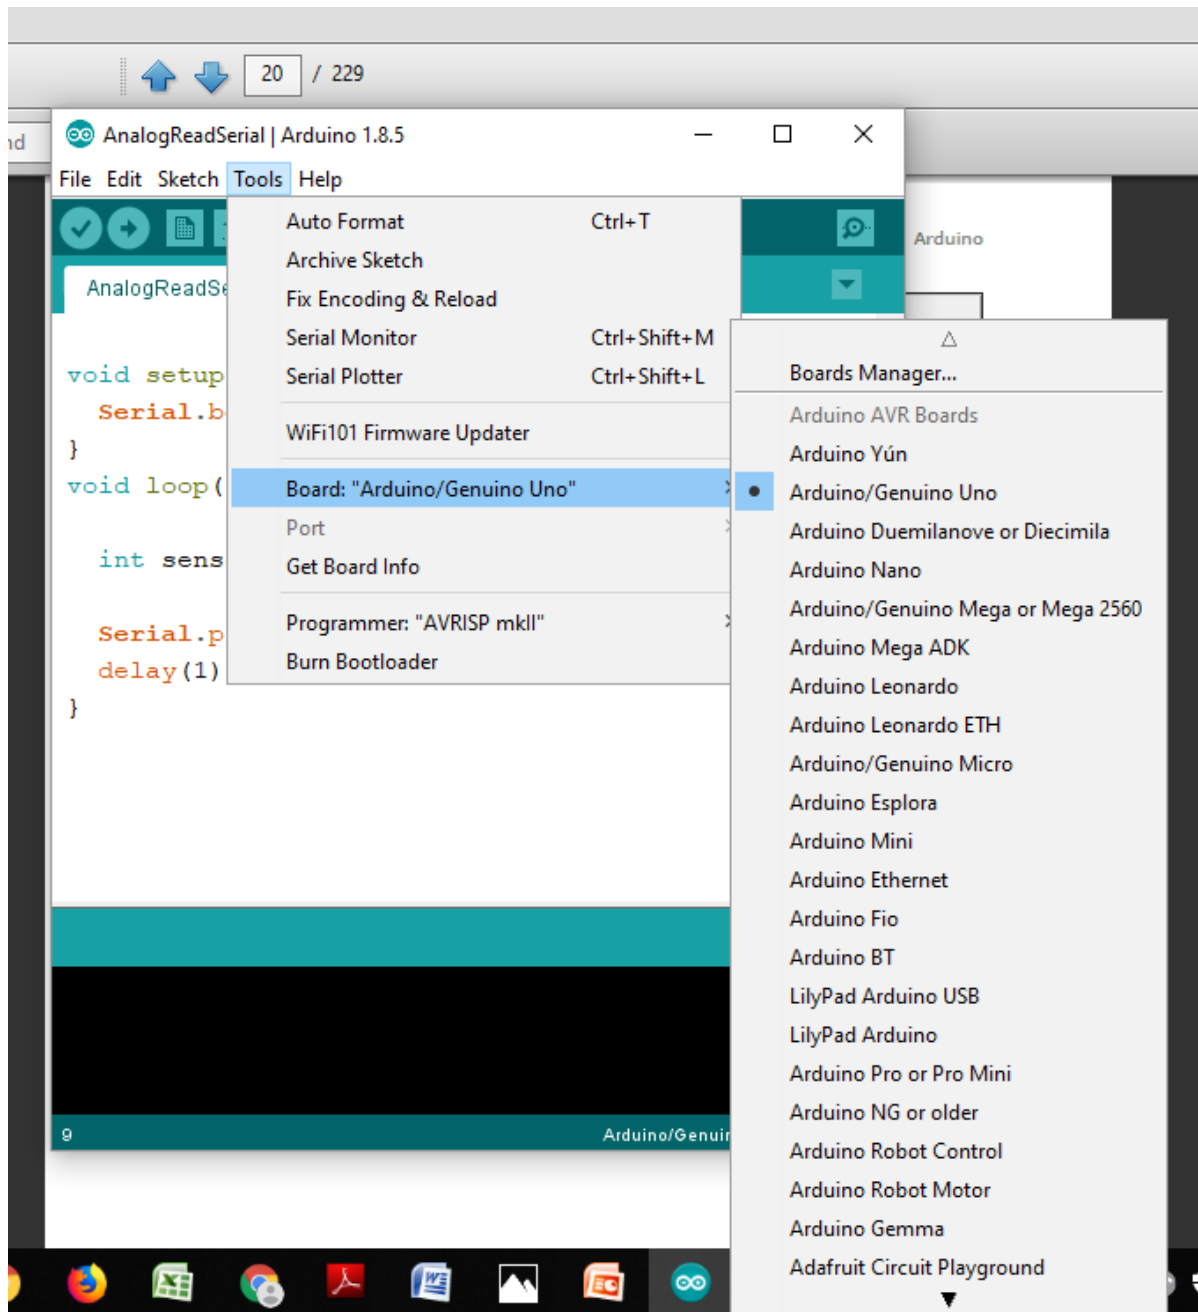 20 / 229
nd
AnalogReadSerial | Arduino 1.8.5
File Edit Sketch Tools Help
Arduino
AnalogReadSe
void setup
Serial.b
}
void loop(
int sens
Serial.p
delay(1)
}
Auto Format Ctrl+T
Archive Sketch
Fix Encoding & Reload
Serial Monitor Ctrl+Shift+M
Serial Plotter Ctrl+Shift+L
WiFi101 Firmware Updater
Board: "Arduino/Genuino Uno"
Port
Get Board Info
Programmer: "AVRISP mkII"
Burn Bootloader
Boards Manager...
Arduino AVR Boards
Arduino Yún
Arduino/Genuino Uno
Arduino Duemilanove or Diecimila
Arduino Nano
Arduino/Genuino Mega or Mega 2560
Arduino Mega ADK
Arduino Leonardo
Arduino Leonardo ETH
Arduino/Genuino Micro
Arduino Esplora
Arduino Mini
Arduino Ethernet
Arduino Fio
Arduino BT
LilyPad Arduino USB
LilyPad Arduino
Arduino Pro or Pro Mini
Arduino NG or older
Arduino Robot Control
Arduino Robot Motor
Arduino Gemma
Adafruit Circuit Playground
9 Arduino/Genuin